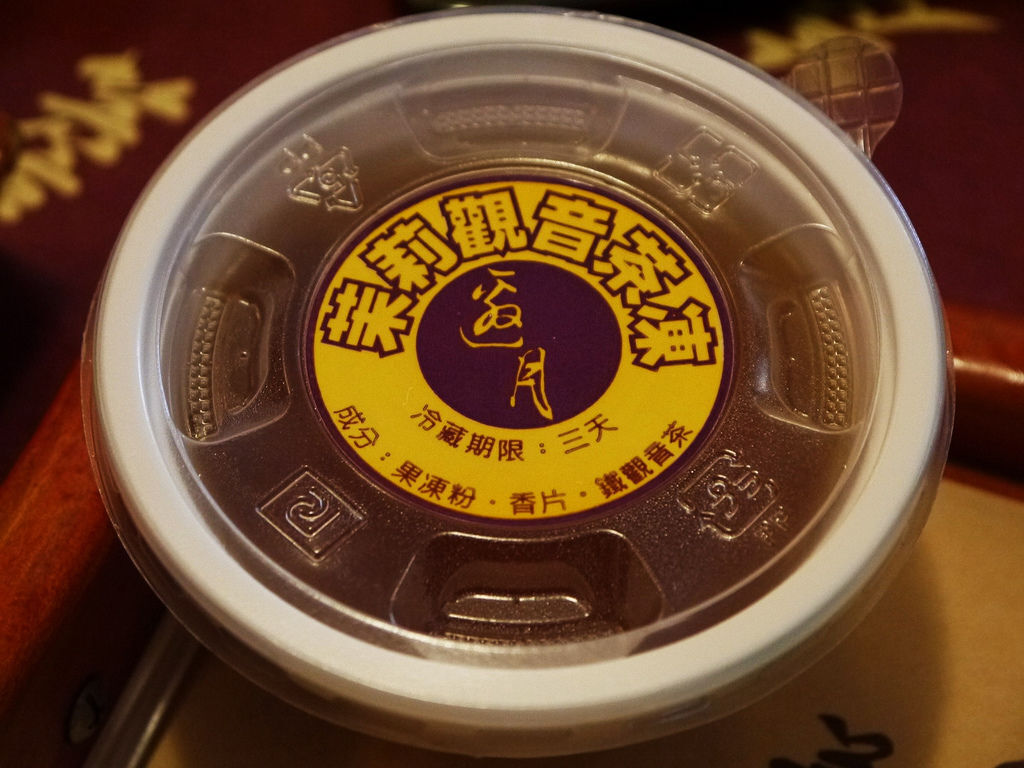 茉莉觀音茶凍
月
冷藏期限：三天
成分：果凍粉．香片．鐵觀音茶